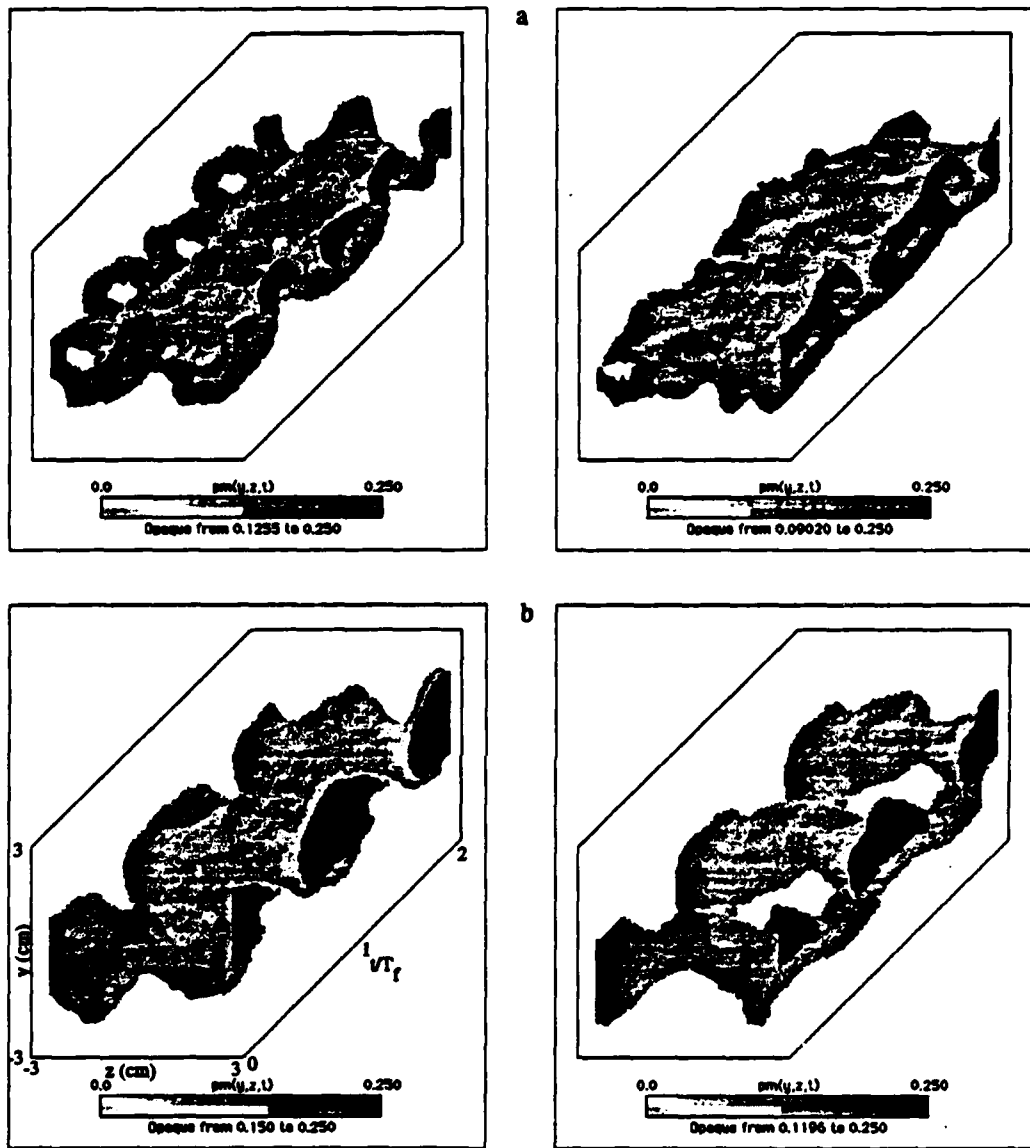 a
0.0 pm(y,z,t) 0.250
Opaque from 0.1255 to 0.250
0.0 pm(y,z,t) 0.250
Opaque from 0.09020 to 0.250
b
3
y (cm)
-3
-3 z (cm) 3
0
1
t/T_f
2
0.0 pm(y,z,t) 0.250
Opaque from 0.150 to 0.250
0.0 pm(y,z,t) 0.250
Opaque from 0.1196 to 0.250